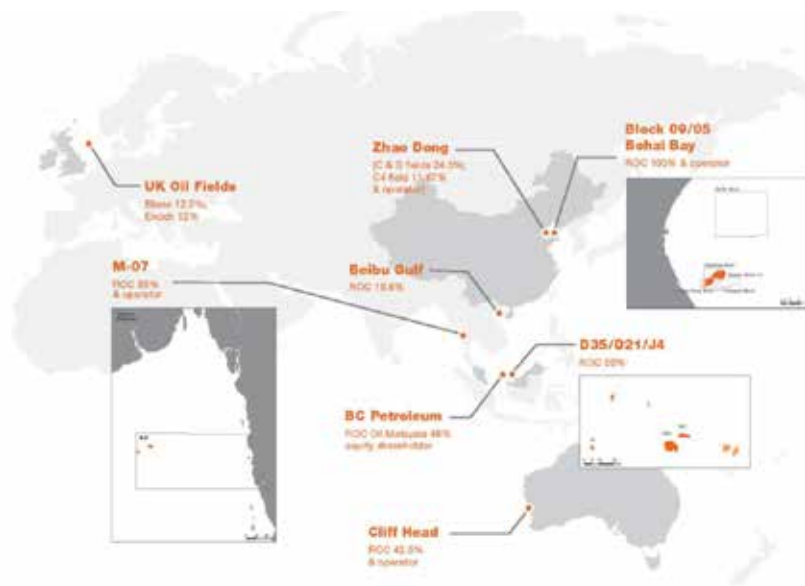 UK Oil Fields
Blane 12.5%;
Enoch 12%
Zhao Dong
(C & D fields 24.5%;
C4 field 11.67%
& operator)
Block 09/05
Bohai Bay
ROC 100% & operator
M-07
ROC
& operator
Beibu Gulf
ROC 19.6%
D35/D21/J4
ROC 50%
BC Petroleum
ROC Oil Malaysia 48%
equity shareholder
Cliff Head
ROC 42.5%
& operator